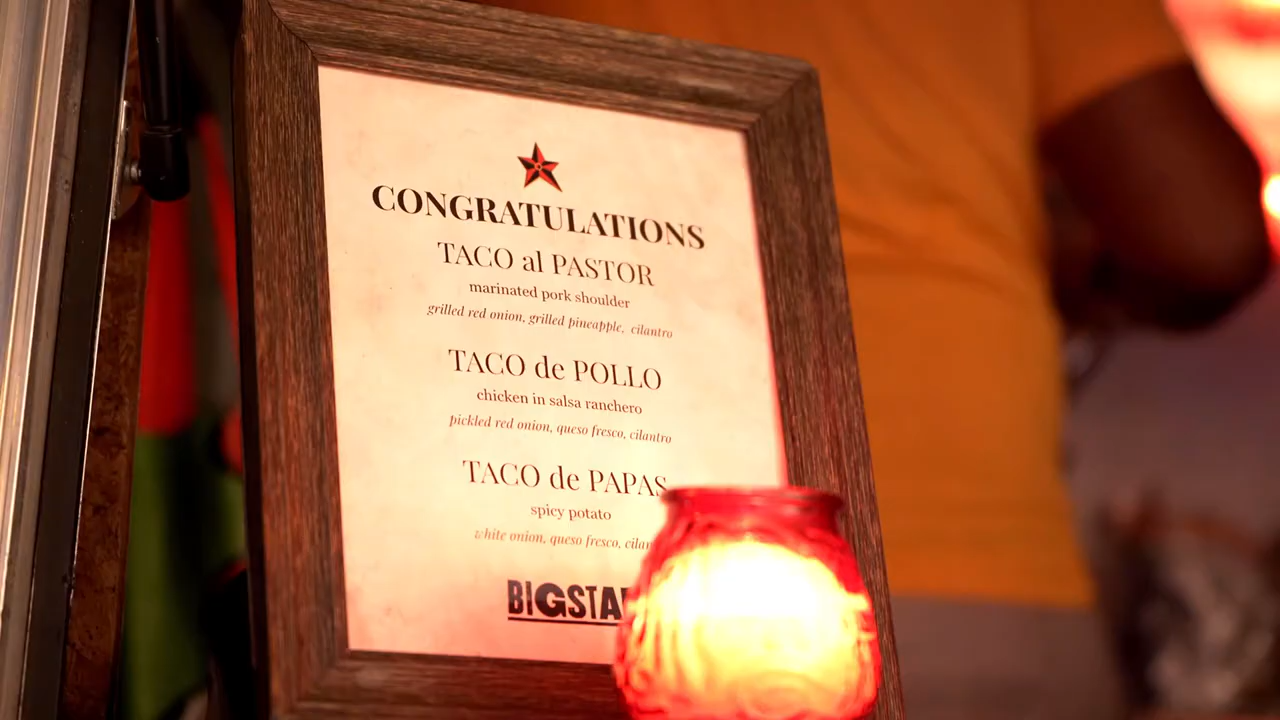 CONGRATULATIONS
TACO al PASTOR
marinated pork shoulder
grilled red onion, grilled pineapple, cilantro
TACO de POLLO
chicken in salsa ranchero
pickled red onion, queso fresco, cilantro
TACO de PAPAS
spicy potato
white onion, queso fresco,